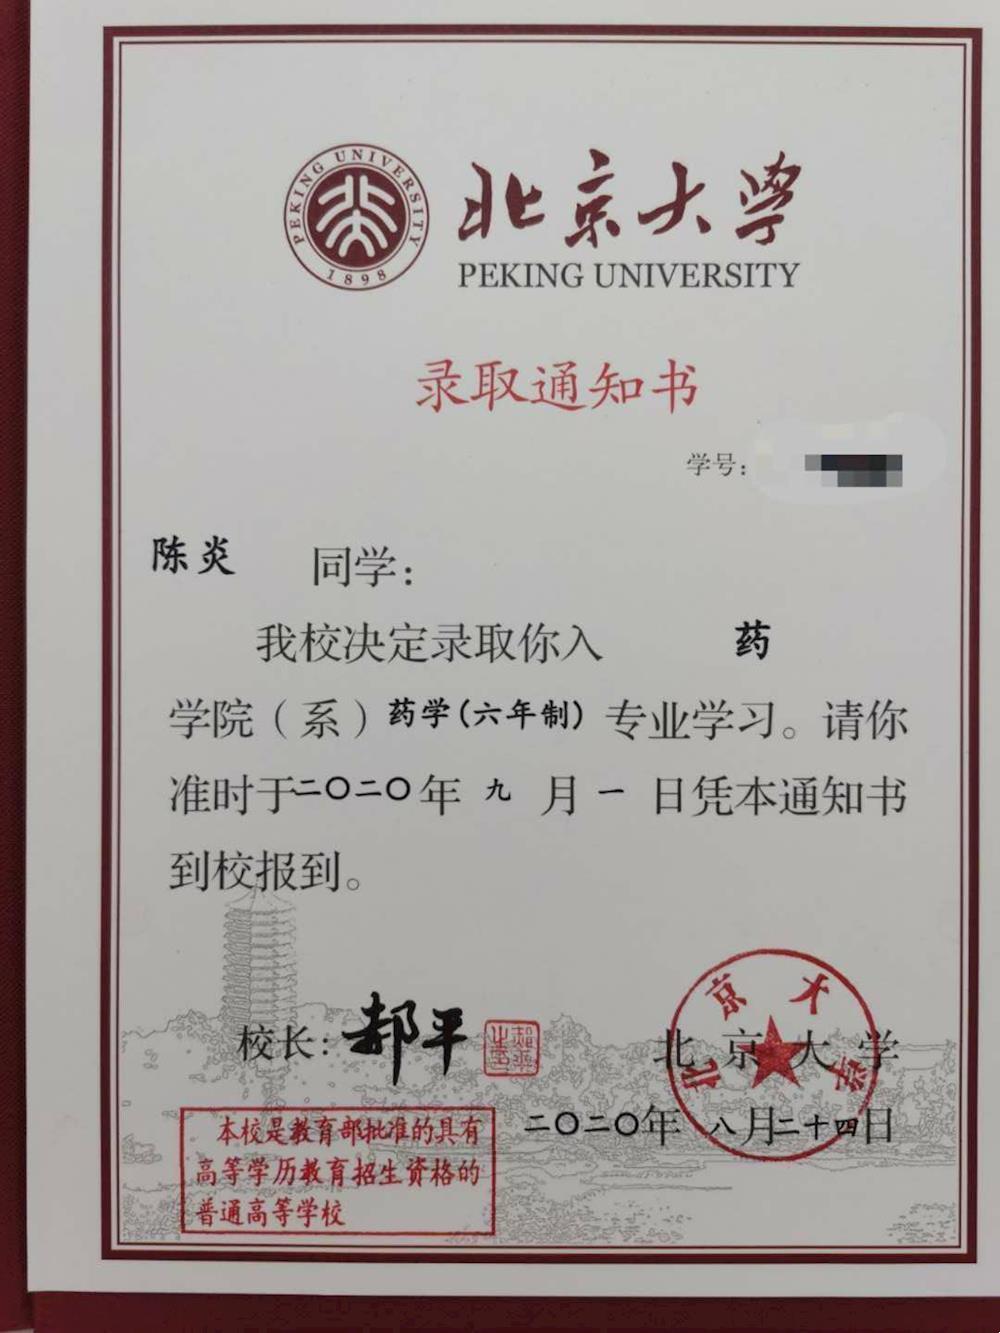 PEKING UNIVERSITY
1898
北京大学
PEKING UNIVERSITY
录取通知书
学号：
陈炎 同学：
我校决定录取你入 药
学院（系）药学(六年制) 专业学习。请你
准时于二〇二〇年 九 月 一 日凭本通知书
到校报到。
校长：郝平
北京大学
北京大学
二〇二〇年 八月二十四日
本校是教育部批准的具有
高等学历教育招生资格的
普通高等学校